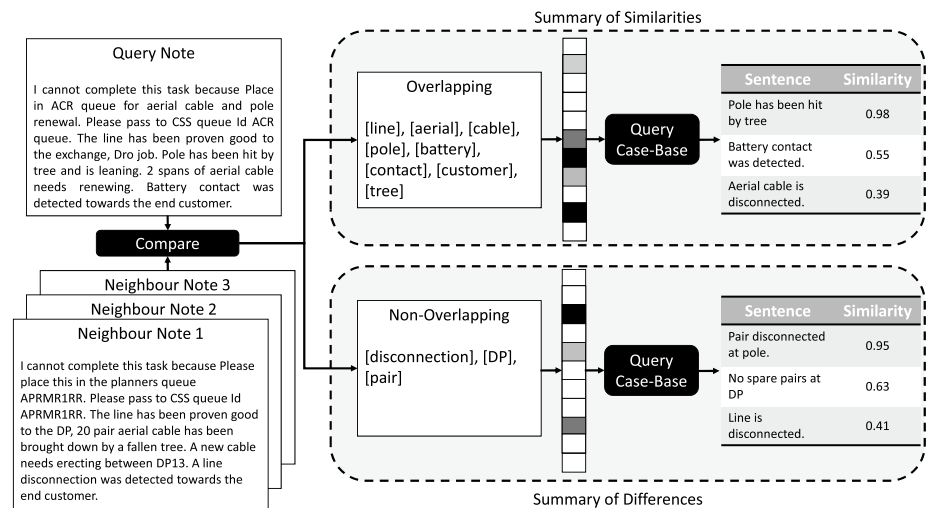 Summary of Similarities
Query Note
I cannot complete this task because Place
in ACR queue for aerial cable and pole
renewal. Please pass to CSS queue Id ACR
queue. The line has been proven good to
the exchange, Dro job. Pole has been hit by
tree and is leaning. 2 spans of aerial cable
needs renewing. Battery contact was
detected towards the end customer.
Compare
Neighbour Note 3
Neighbour Note 2
Neighbour Note 1
I cannot complete this task because Please
place this in the planners queue
APRMR1RR. Please pass to CSS queue Id
APRMR1RR. The line has been proven good
to the DP, 20 pair aerial cable has been
brought down by a fallen tree. A new cable
needs erecting between DP13. A line
disconnection was detected towards the
end customer.
Overlapping
[line], [aerial], [cable],
[pole], [battery],
[contact], [customer],
[tree]
Query
Case-Base
Sentence Similarity
Pole has been hit
by tree 0.98
Battery contact
was detected. 0.55
Aerial cable is
disconnected. 0.39
Non-Overlapping
[disconnection], [DP],
[pair]
Query
Case-Base
Sentence Similarity
Pair disconnected
at pole. 0.95
No spare pairs at
DP 0.63
Line is
disconnected. 0.41
Summary of Differences